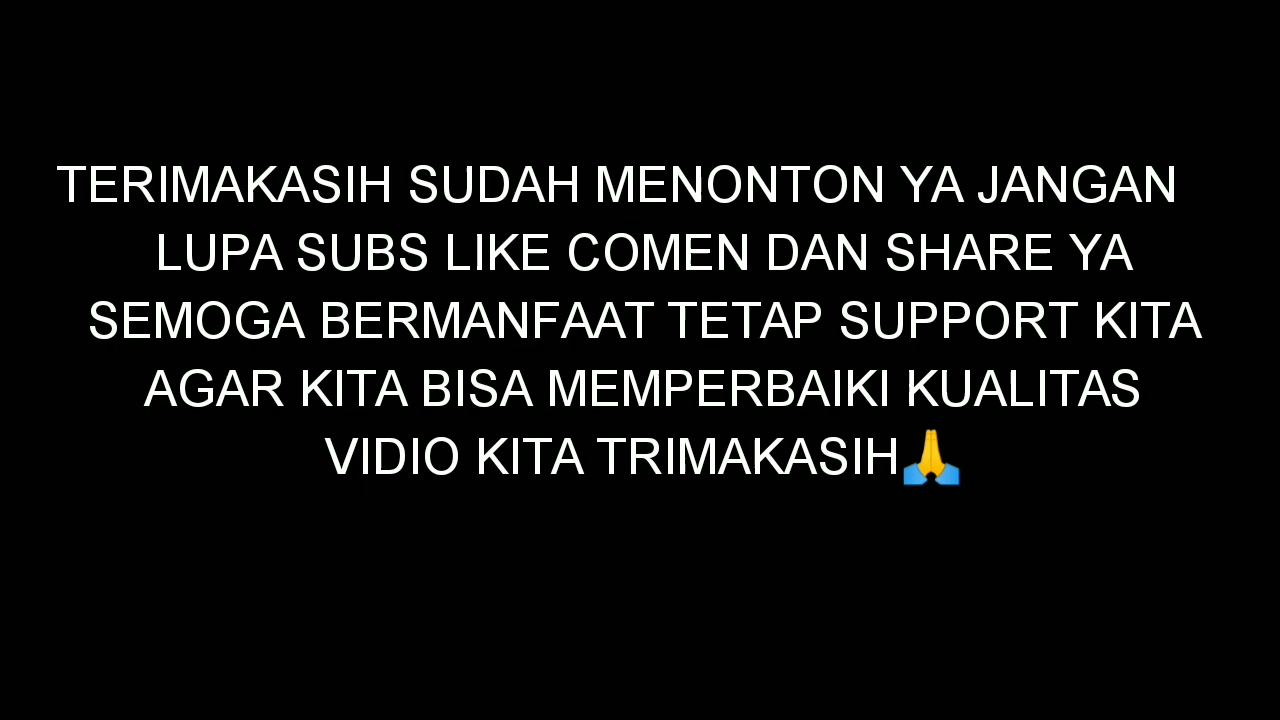 TERIMAKASIH SUDAH MENONTON YA JANGAN
LUPA SUBS LIKE COMEN DAN SHARE YA
SEMOGA BERMANFAAT TETAP SUPPORT KITA
AGAR KITA BISA MEMPERBAIKI KUALITAS
VIDIO KITA TRIMAKASIH🙏